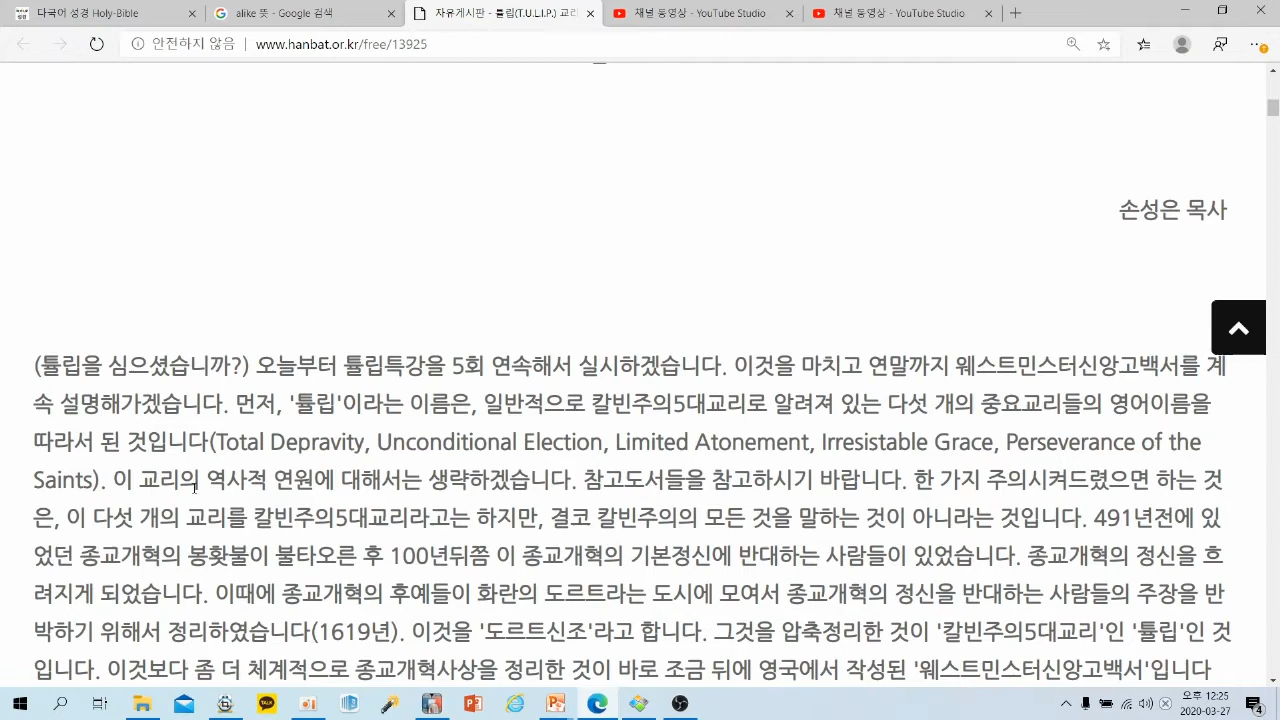 다국어 성경 Holy Bible
alike 뜻 - Google 검색
자유게시판 - 튤립(T.U.L.I.P.) 교리
채널 동영상 - YouTube Studio
채널 동영상 - YouTube Studio
안전하지 않음 www.hanbat.or.kr/free/13925
손성은 목사
(튤립을 심으셨습니까?) 오늘부터 튤립특강을 5회 연속해서 실시하겠습니다. 이것을 마치고 연말까지 웨스트민스터신앙고백서를 계
속 설명해가겠습니다. 먼저, '튤립'이라는 이름은, 일반적으로 칼빈주의5대교리로 알려져 있는 다섯 개의 중요교리들의 영어이름을
따라서 된 것입니다(Total Depravity, Unconditional Election, Limited Atonement, Irresistable Grace, Perseverance of the
Saints). 이 교리의 역사적 연원에 대해서는 생략하겠습니다. 참고도서들을 참고하시기 바랍니다. 한 가지 주의시켜드렸으면 하는 것
은, 이 다섯 개의 교리를 칼빈주의5대교리라고는 하지만, 결코 칼빈주의의 모든 것을 말하는 것이 아니라는 것입니다. 491년전에 있
었던 종교개혁의 봉홧불이 불타오른 후 100년뒤쯤 이 종교개혁의 기본정신에 반대하는 사람들이 있었습니다. 종교개혁의 정신을 흐
려지게 되었습니다. 이때에 종교개혁의 후예들이 화란의 도르트라는 도시에 모여서 종교개혁의 정신을 반대하는 사람들의 주장을 반
박하기 위해서 정리하였습니다(1619년). 이것을 '도르트신조'라고 합니다. 그것을 압축정리한 것이 '칼빈주의5대교리'인 '튤립'인 것
입니다. 이것보다 좀 더 체계적으로 종교개혁사상을 정리한 것이 바로 조금 뒤에 영국에서 작성된 '웨스트민스터신앙고백서'입니다
TALK
오후 12:25
2020-03-27
4